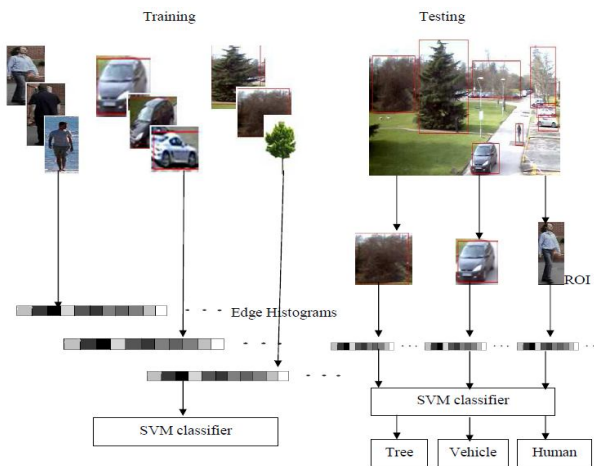 Training
Testing
ROI
Edge Histograms
SVM classifier
SVM classifier
Tree
Vehicle
Human